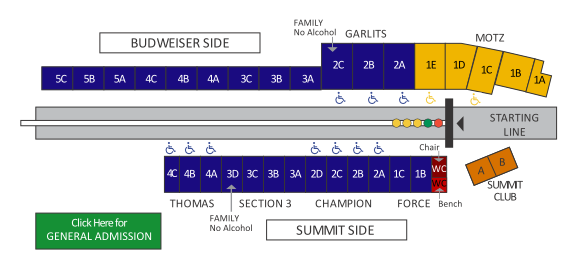 FAMILY
No Alcohol
GARLITS
MOTZ
BUDWEISER SIDE
5C 5B 5A 4C 4B 4A 3C 3B 3A 2C 2B 2A 1E 1D 1C 1B 1A
STARTING
LINE
Chair
4C 4B 4A 3D 3C 3B 3A 2D 2C 2B 2A 1C 1B WC
WC
A B
SUMMIT
CLUB
THOMAS SECTION 3 CHAMPION FORCE Bench
FAMILY
No Alcohol
SUMMIT SIDE
Click Here for
GENERAL ADMISSION